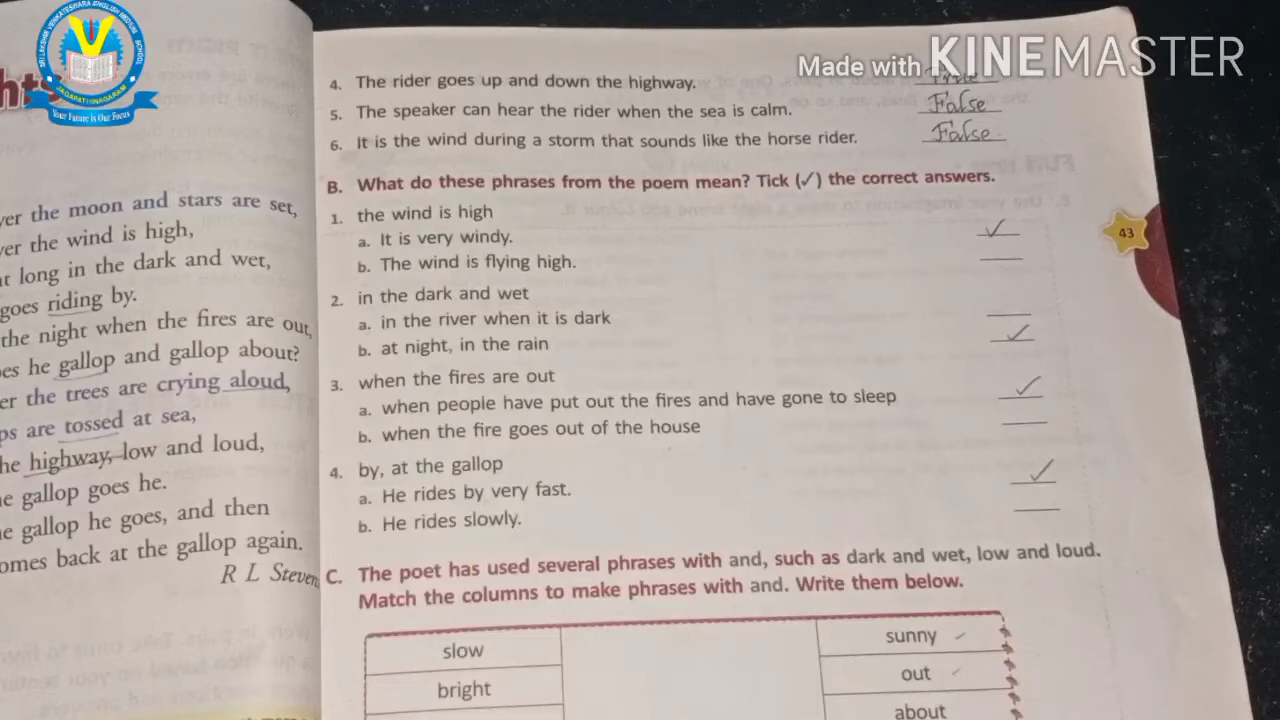 SRI LAKSHMI VENKATESWARA ENGLISH MEDIUM SCHOOL
JAGAPATHINAGARAM
Your Future is Our Focus
Made with KINEMASTER
hts
ver the moon and stars are set,
ver the wind is high,
t long in the dark and wet,
goes riding by.
the night when the fires are out,
es he gallop and gallop about?
er the trees are crying aloud,
ps are tossed at sea,
he highway, low and loud,
e gallop goes he.
e gallop he goes, and then
omes back at the gallop again.
R L Steven
4. The rider goes up and down the highway. True
5. The speaker can hear the rider when the sea is calm. False
6. It is the wind during a storm that sounds like the horse rider. False
B. What do these phrases from the poem mean? Tick (✓) the correct answers.
1. the wind is high
a. It is very windy. ✓
b. The wind is flying high.
2. in the dark and wet
a. in the river when it is dark
b. at night, in the rain ✓
3. when the fires are out
a. when people have put out the fires and have gone to sleep ✓
b. when the fire goes out of the house
4. by, at the gallop
a. He rides by very fast. ✓
b. He rides slowly.
43
C. The poet has used several phrases with and, such as dark and wet, low and loud.
Match the columns to make phrases with and. Write them below.
slow sunny ✓
bright out ✓
about